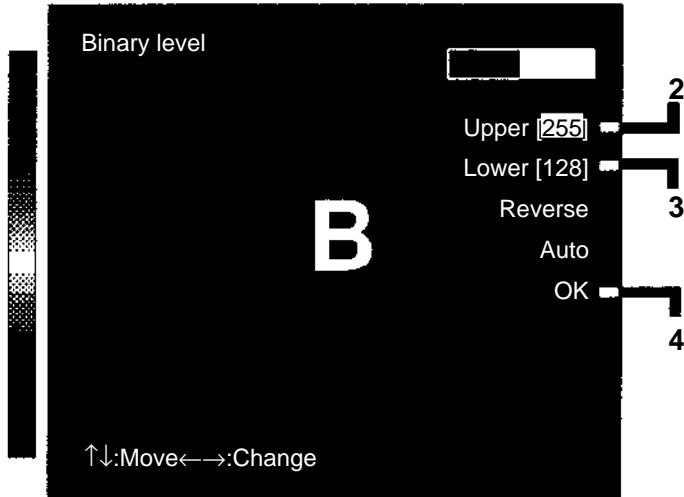 Binary level
Upper [255]
2
Lower [128]
3
Reverse
B
Auto
OK
4
↑↓:Move←→:Change